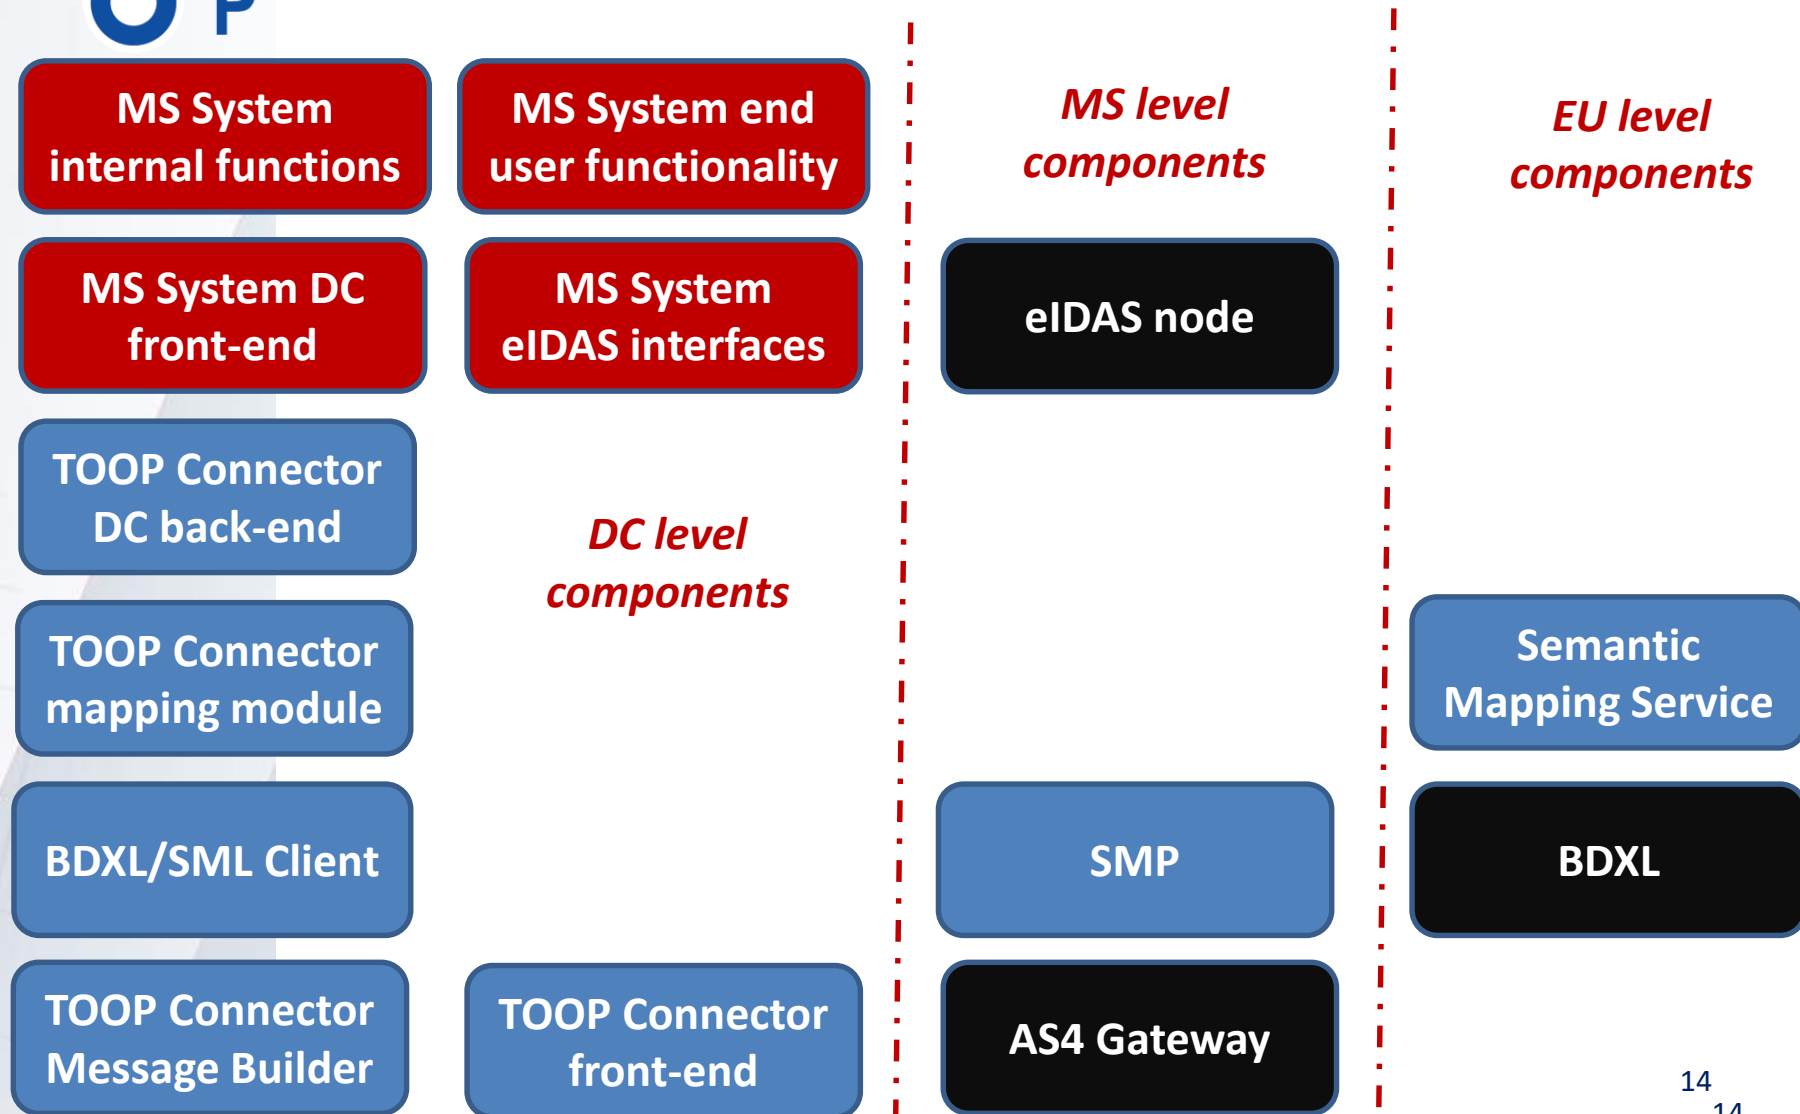 P
MS System
internal functions
MS System end
user functionality
MS level
components
EU level
components
MS System DC
front-end
MS System
eIDAS interfaces
eIDAS node
TOOP Connector
DC back-end
DC level
components
TOOP Connector
mapping module
Semantic
Mapping Service
BDXL/SML Client
SMP
BDXL
TOOP Connector
Message Builder
TOOP Connector
front-end
AS4 Gateway
14
14